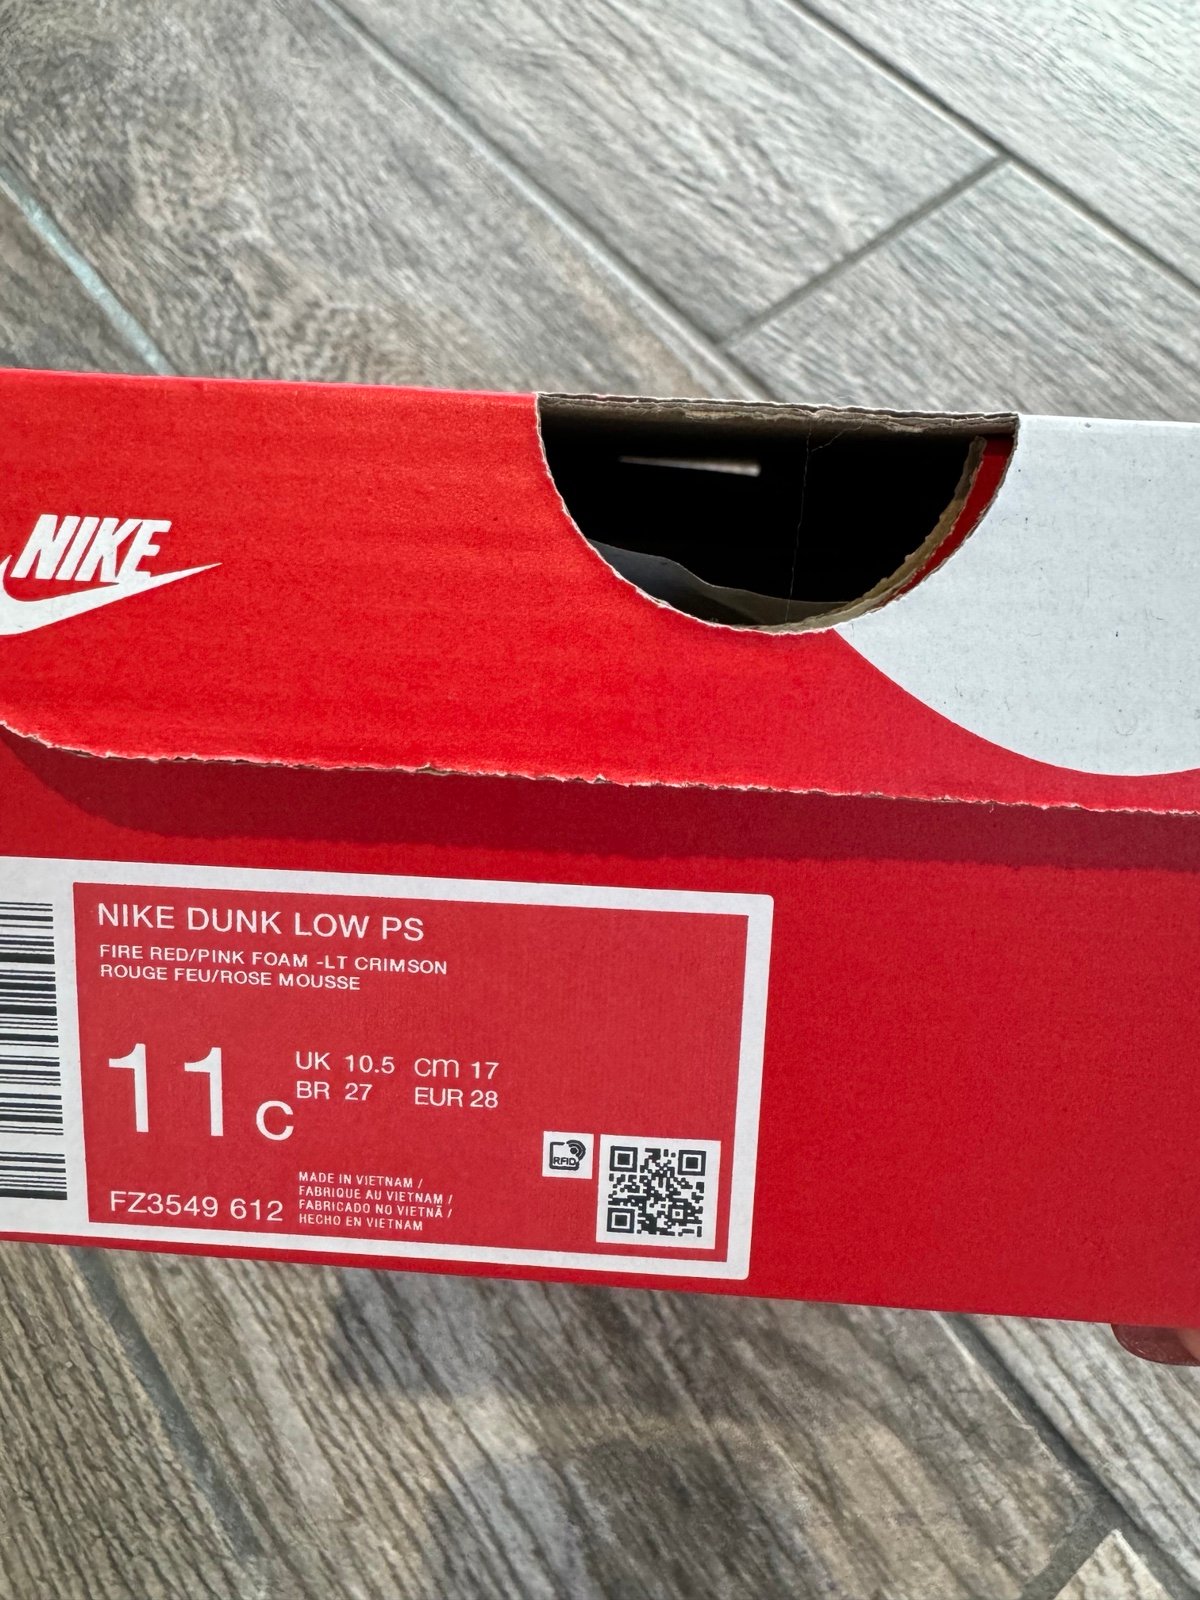 NIKE
NIKE DUNK LOW PS
FIRE RED/PINK FOAM -LT CRIMSON
ROUGE FEU/ROSE MOUSSE
11 C
UK 10.5 CM 17
BR 27 EUR 28
RFID
FZ3549 612
MADE IN VIETNAM /
FABRIQUE AU VIETNAM /
FABRICADO NO VIETNÃ /
HECHO EN VIETNAM